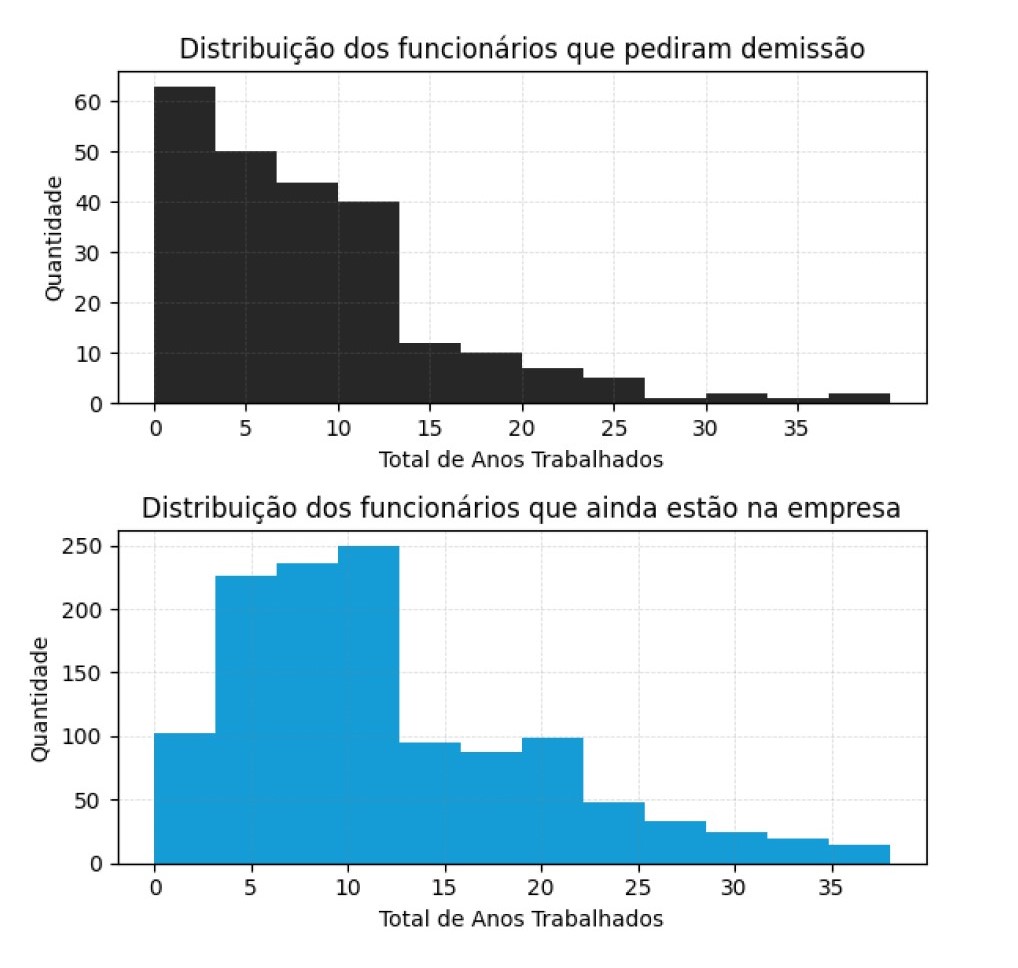 Distribuição dos funcionários que pediram demissão
60
50
40
30
20
10
0
Quantidade
0 5 10 15 20 25 30 35
Total de Anos Trabalhados
Distribuição dos funcionários que ainda estão na empresa
250
200
150
100
50
0
Quantidade
0 5 10 15 20 25 30 35
Total de Anos Trabalhados